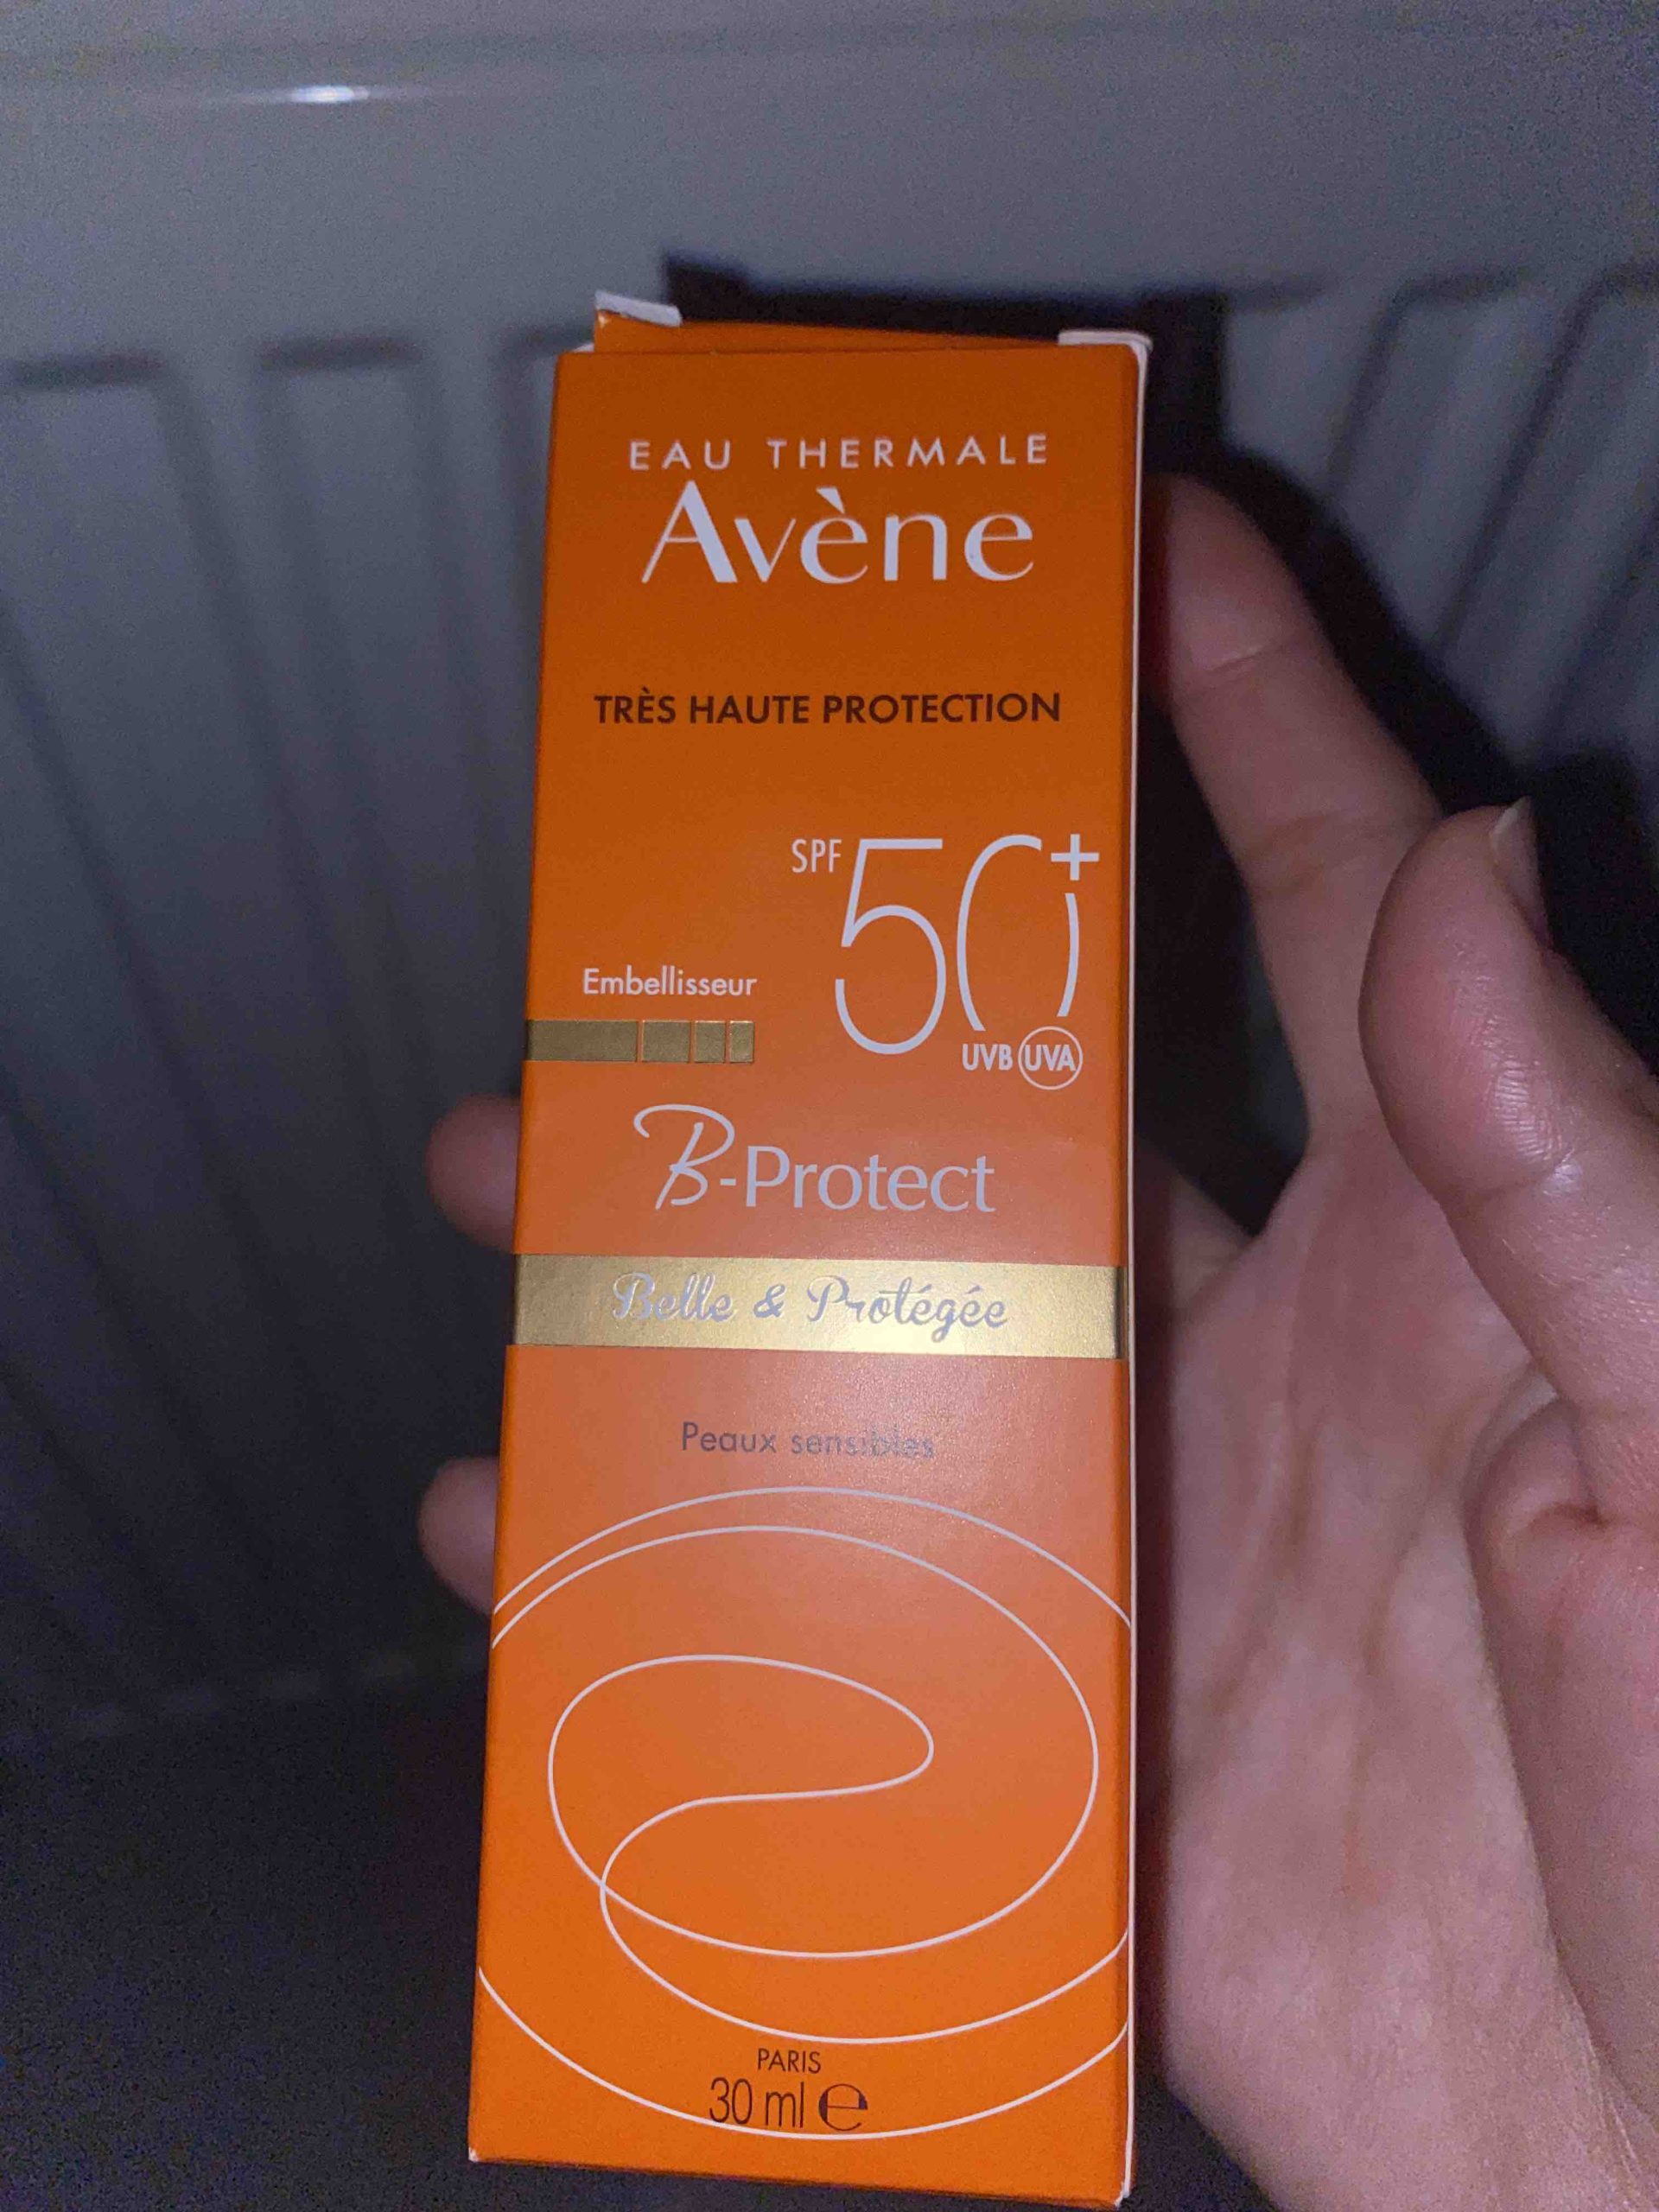 EAU THERMALE
Avène
TRÈS HAUTE PROTECTION
SPF 50+
Embellisseur
UVB UVA
B-Protect
Belle & Protégée
Peaux sensibles
PARIS
30 ml e